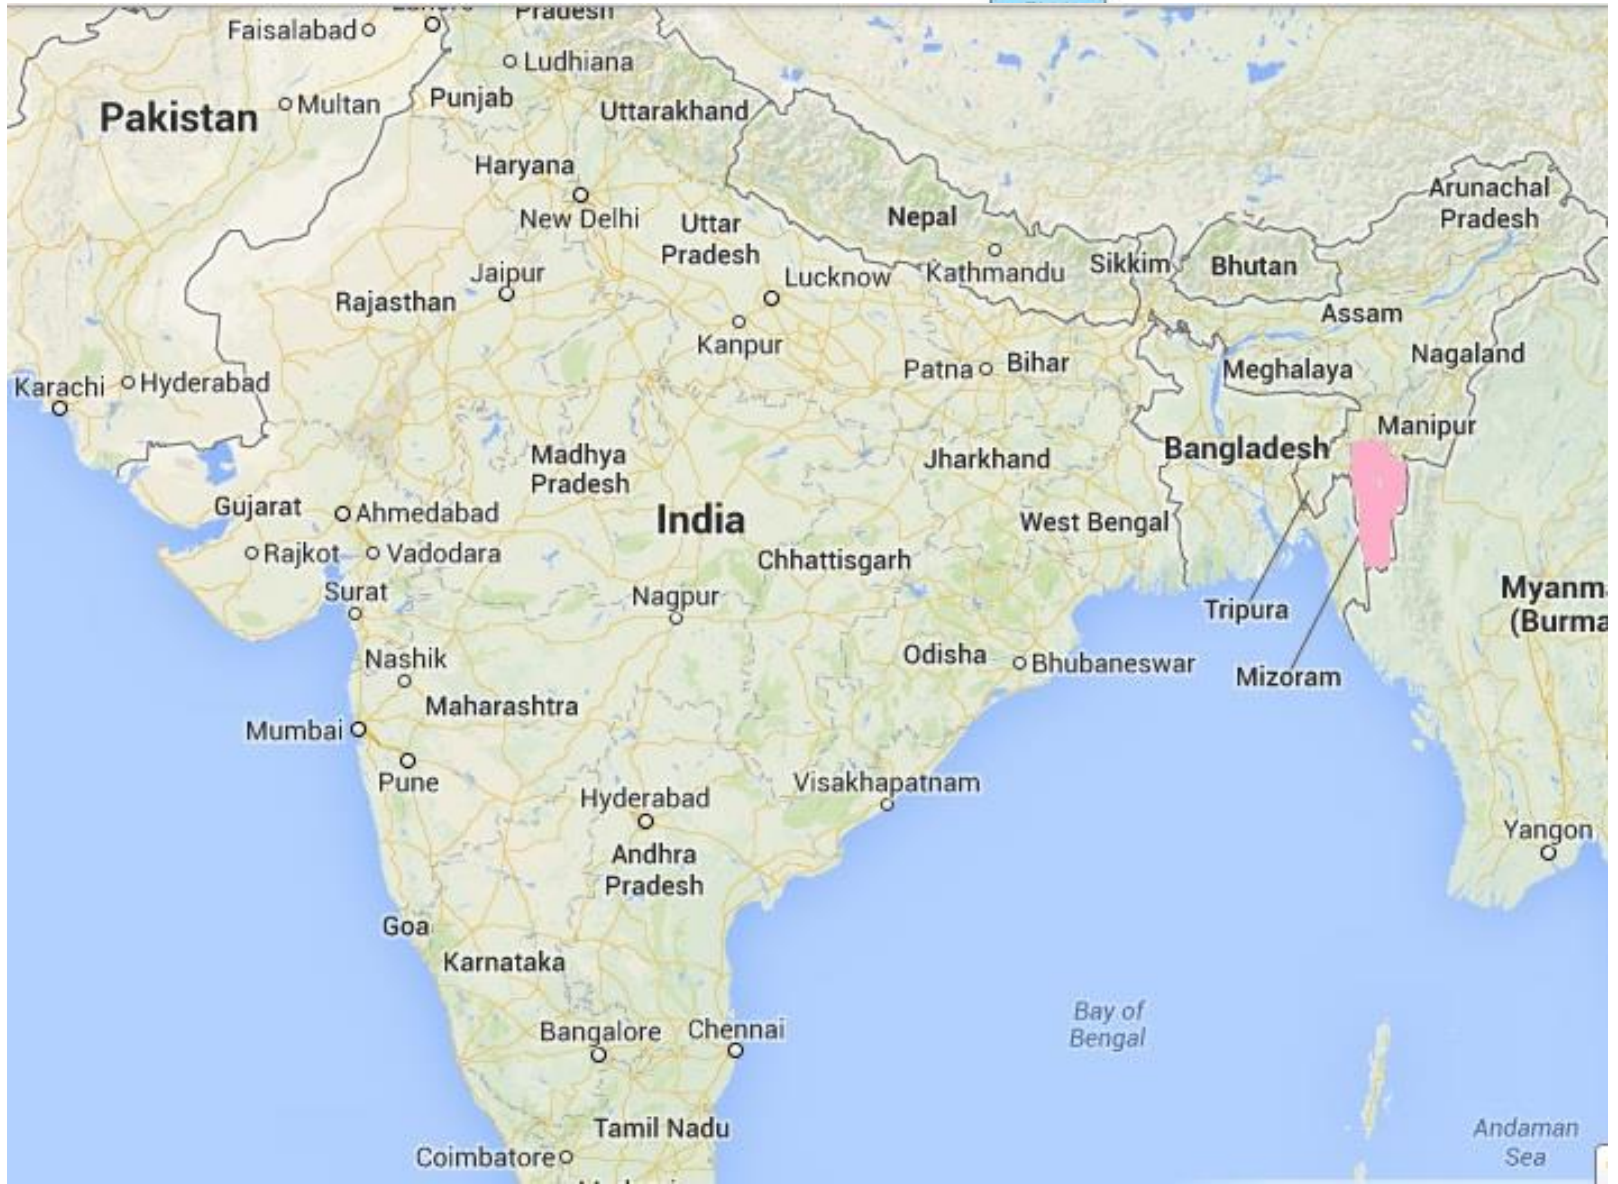 Pradesh
Faisalabad
Ludhiana
Pakistan
Multan
Punjab
Uttarakhand
Haryana
New Delhi
Uttar
Pradesh
Nepal
Arunachal
Pradesh
Jaipur
Lucknow
Kathmandu
Sikkim
Bhutan
Rajasthan
Assam
Kanpur
Patna
Bihar
Meghalaya
Nagaland
Karachi
Hyderabad
Manipur
Bangladesh
Madhya
Pradesh
Jharkhand
Gujarat
Ahmedabad
India
West Bengal
Rajkot
Vadodara
Chhattisgarh
Surat
Nagpur
Tripura
Myanm
(Burma
Nashik
Odisha
Bhubaneswar
Mizoram
Maharashtra
Mumbai
Pune
Visakhapatnam
Hyderabad
Yangon
Andhra
Pradesh
Goa
Karnataka
Bay of
Bengal
Bangalore
Chennai
Tamil Nadu
Andaman
Sea
Coimbatore